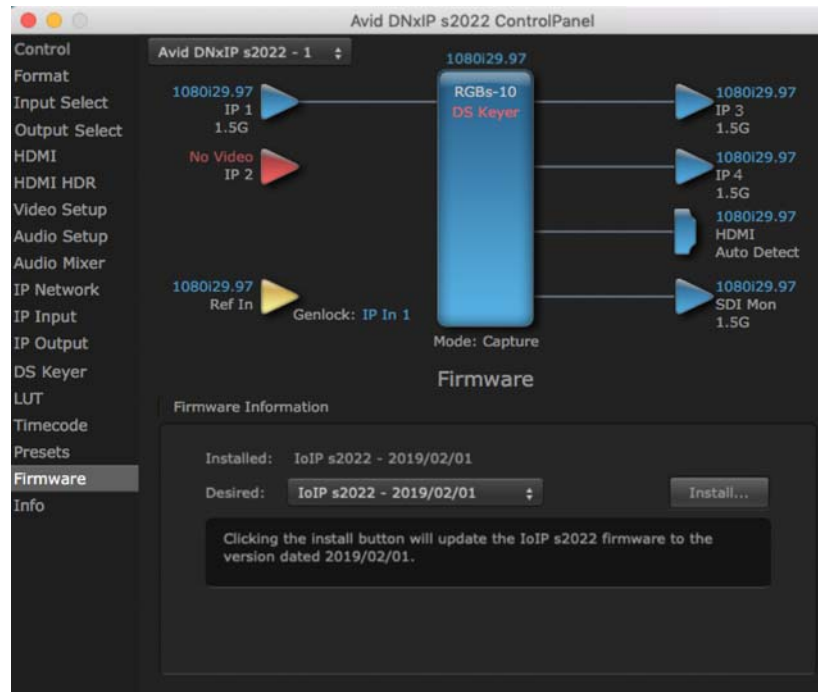 Avid DNxIP s2022 ControlPanel
Control
Format
Input Select
Output Select
HDMI
HDMI HDR
Video Setup
Audio Setup
Audio Mixer
IP Network
IP Input
IP Output
DS Keyer
LUT
Timecode
Presets
Firmware
Info
Avid DNxIP s2022 - 1
1080i29.97
RGBs-10
DS Keyer
1080i29.97
IP 1
1.5G
No Video
IP 2
1080i29.97
Ref In
Genlock: IP In 1
1080i29.97
IP 3
1.5G
1080i29.97
IP 4
1.5G
1080i29.97
HDMI
Auto Detect
1080i29.97
SDI Mon
1.5G
Mode: Capture
Firmware
Firmware Information
Installed: IoIP s2022 - 2019/02/01
Desired: IoIP s2022 - 2019/02/01
Install...
Clicking the install button will update the IoIP s2022 firmware to the
version dated 2019/02/01.